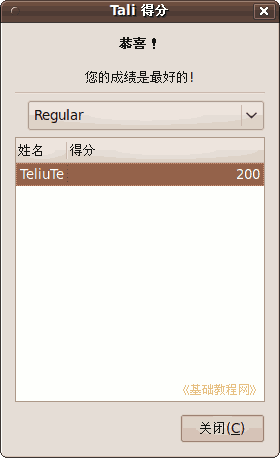 Tali 得分
恭喜！
您的成绩是最好的!
Regular
姓名 得分
TeliuTe 200
《基础教程网》
关闭(C)